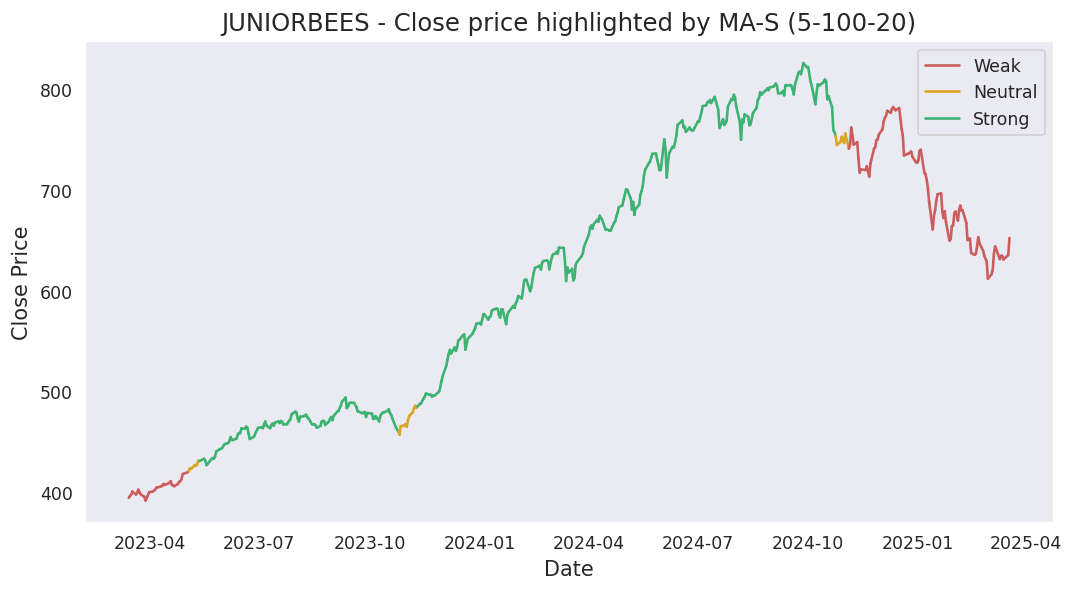 JUNIORBEES - Close price highlighted by MA-S (5-100-20)
Weak
Neutral
Strong
Close Price
800
700
600
500
400
2023-04 2023-07 2023-10 2024-01 2024-04 2024-07 2024-10 2025-01 2025-04
Date